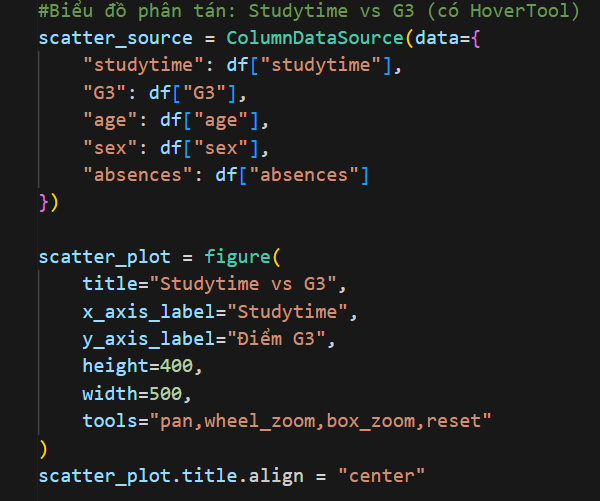 #Biểu đồ phân tán: Studytime vs G3 (có HoverTool)
scatter_source = ColumnDataSource(data={
    "studytime": df["studytime"],
    "G3": df["G3"],
    "age": df["age"],
    "sex": df["sex"],
    "absences": df["absences"]
})

scatter_plot = figure(
    title="Studytime vs G3",
    x_axis_label="Studytime",
    y_axis_label="Điểm G3",
    height=400,
    width=500,
    tools="pan,wheel_zoom,box_zoom,reset"
)
scatter_plot.title.align = "center"